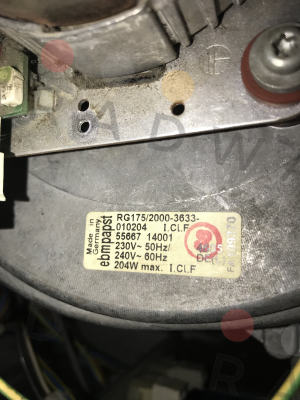 Made in
Germany
ebmpapst
RG175/2000-3633-
010204 I.Cl.F
55667 14001
230V~ 50Hz/
240V~ 60Hz
204W max. I.Cl.F